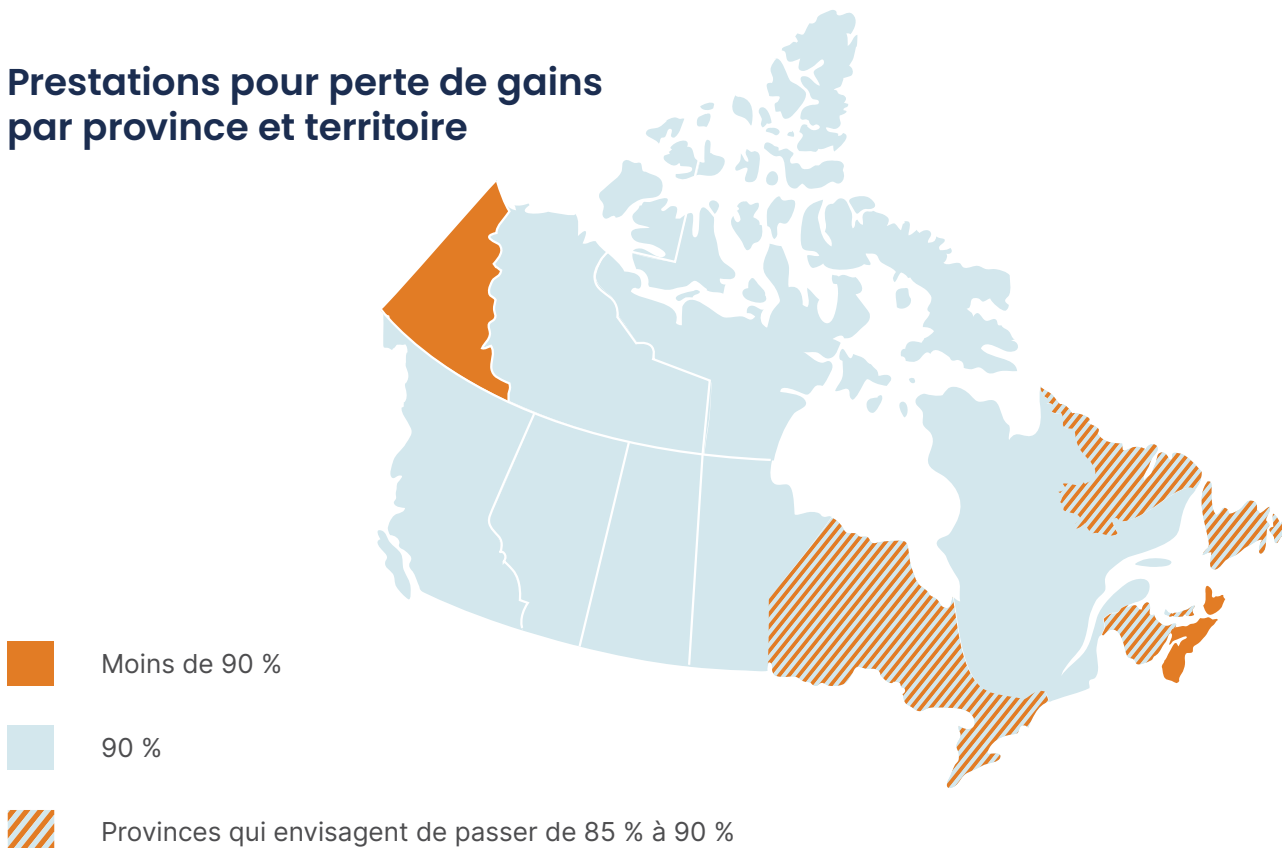 Prestations pour perte de gains
par province et territoire
Moins de 90 %
90 %
Provinces qui envisagent de passer de 85 % à 90 %